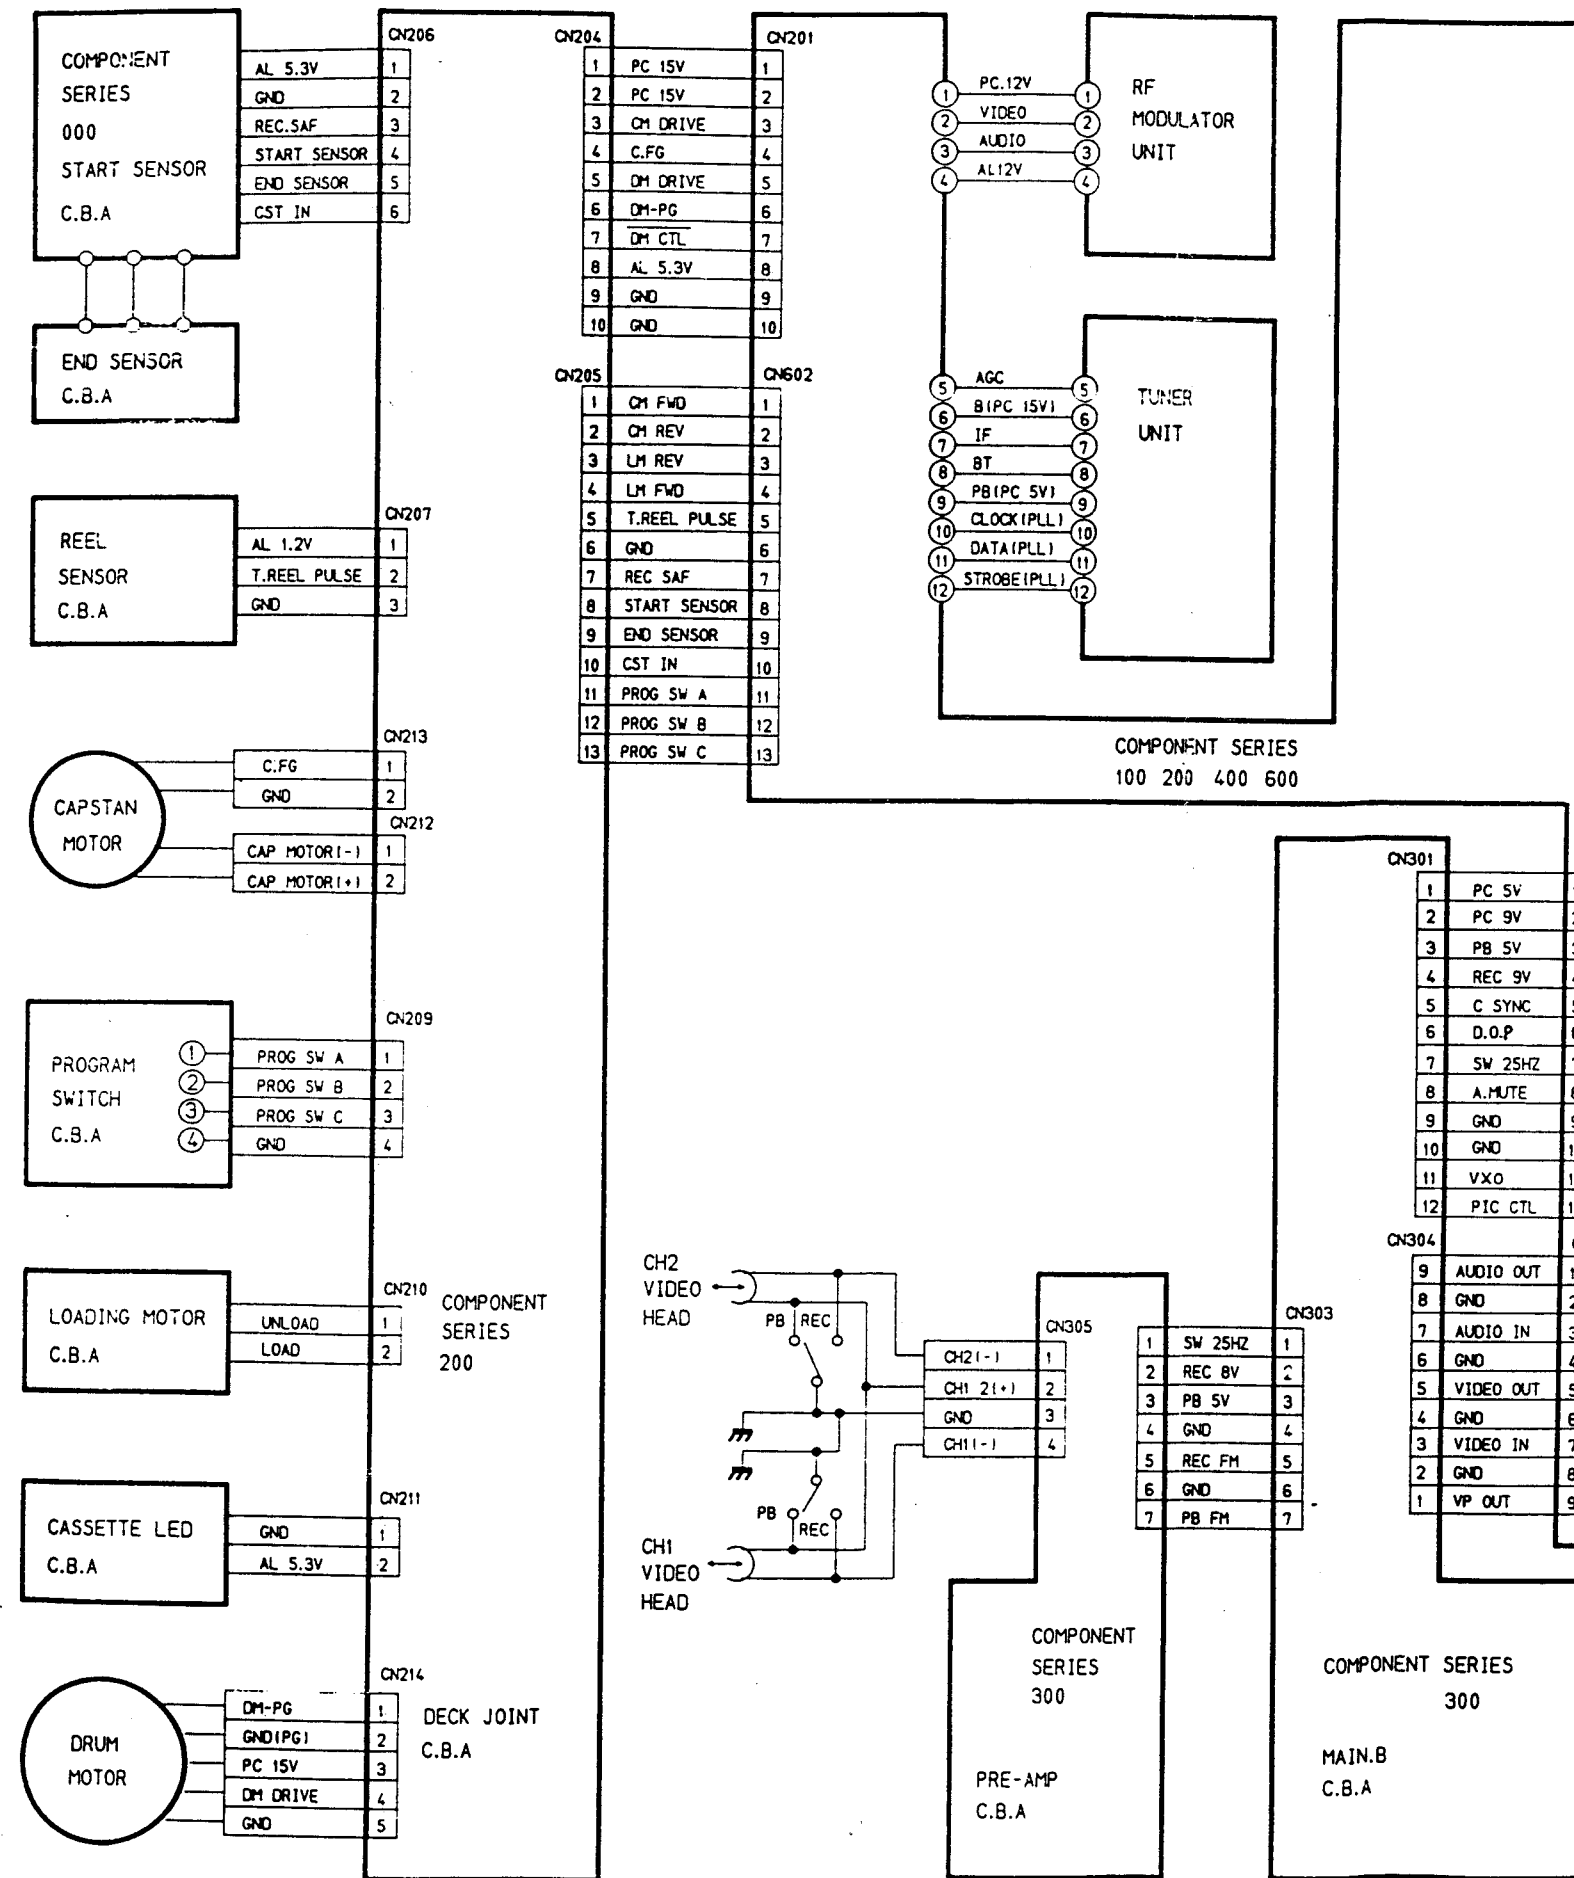 COMPONENT
SERIES
000
START SENSOR
C.B.A
CN206
AL 5.3V 1
GND 2
REC.SAF 3
START SENSOR 4
END SENSOR 5
CST IN 6
END SENSOR
C.B.A
REEL
SENSOR
C.B.A
CN207
AL 1.2V 1
T.REEL PULSE 2
GND 3
CAPSTAN
MOTOR
CN213
C.FG 1
GND 2
CN212
CAP MOTOR(-) 1
CAP MOTOR(+) 2
PROGRAM
SWITCH
C.B.A
CN209
1 PROG SW A 1
2 PROG SW B 2
3 PROG SW C 3
4 GND 4
LOADING MOTOR
C.B.A
CN210
UNLOAD 1
LOAD 2
COMPONENT
SERIES
200
CASSETTE LED
C.B.A
CN211
GND 1
AL 5.3V 2
DRUM
MOTOR
CN214
DM-PG 1
GND(PG) 2
PC 15V 3
DM DRIVE 4
GND 5
DECK JOINT
C.B.A
CN204 CN201
1 PC 15V 1
2 PC 15V 2
3 CM DRIVE 3
4 C.FG 4
5 DM DRIVE 5
6 DM-PG 6
7 DM CTL 7
8 AL 5.3V 8
9 GND 9
10 GND 10
CN205 CN602
1 CM FWD 1
2 CM REV 2
3 LM REV 3
4 LM FWD 4
5 T.REEL PULSE 5
6 GND 6
7 REC SAF 7
8 START SENSOR 8
9 END SENSOR 9
10 CST IN 10
11 PROG SW A 11
12 PROG SW B 12
13 PROG SW C 13
1 PC.12V 1
2 VIDEO 2
3 AUDIO 3
4 AL12V 4
RF
MODULATOR
UNIT
5 AGC 5
6 B(PC 15V) 6
7 IF 7
8 BT 8
9 PB(PC 5V) 9
10 CLOCK(PLL) 10
11 DATA(PLL) 11
12 STROBE(PLL) 12
TUNER
UNIT
COMPONENT SERIES
100 200 400 600
CH2
VIDEO
HEAD
PB REC
PB REC
CH1
VIDEO
HEAD
CN305
CH2(-) 1
CH1 2(+) 2
GND 3
CH1(-) 4
CN303
1 SW 25HZ 1
2 REC 8V 2
3 PB 5V 3
4 GND 4
5 REC FM 5
6 GND 6
7 PB FM 7
COMPONENT
SERIES
300
PRE-AMP
C.B.A
CN301
1 PC 5V
2 PC 9V
3 PB 5V
4 REC 9V
5 C SYNC
6 D.O.P
7 SW 25HZ
8 A.MUTE
9 GND
10 GND
11 VXO
12 PIC CTL
CN304
9 AUDIO OUT 1
8 GND 2
7 AUDIO IN 3
6 GND 4
5 VIDEO OUT 5
4 GND 6
3 VIDEO IN 7
2 GND 8
1 VP OUT 9
COMPONENT SERIES
300
MAIN.B
C.B.A